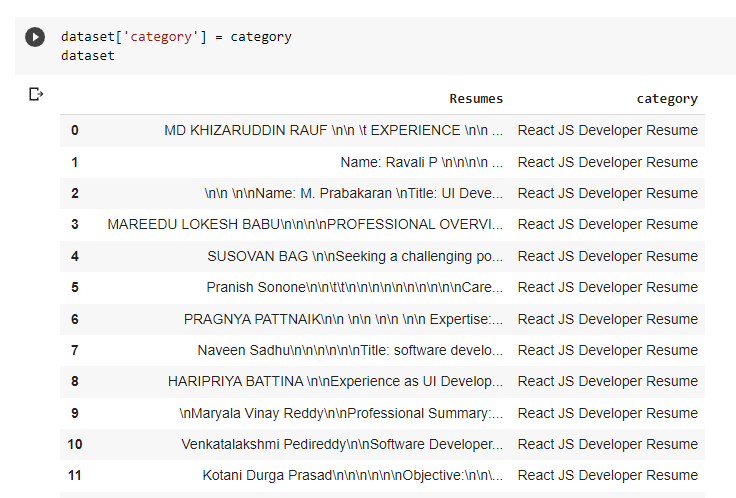 dataset['category'] = category
dataset
Resumes category
0 MD KHIZARUDDIN RAUF \n\n \t EXPERIENCE \n\n ... React JS Developer Resume
1 Name: Ravali P \n\n\n\n ... React JS Developer Resume
2 \n\n \n\nName: M. Prabakaran \nTitle: UI Deve... React JS Developer Resume
3 MAREEDU LOKESH BABU\n\n\n\nPROFESSIONAL OVERVI... React JS Developer Resume
4 SUSOVAN BAG \n\nSeeking a challenging po... React JS Developer Resume
5 Pranish Sonone\n\n\t\t\n\n\n\n\n\n\n\n\n\nCare... React JS Developer Resume
6 PRAGNYA PATTNAIK\n\n \n\n \n\n \n\n Expertise:... React JS Developer Resume
7 Naveen Sadhu\n\n\n\n\n\nTitle: software develo... React JS Developer Resume
8 HARIPRIYA BATTINA \n\nExperience as UI Develop... React JS Developer Resume
9 \nMaryala Vinay Reddy\n\nProfessional Summary:... React JS Developer Resume
10 Venkatalakshmi Pedireddy\n\nSoftware Developer... React JS Developer Resume
11 Kotani Durga Prasad\n\n\n\n\n\nObjective:\n\n\... React JS Developer Resume